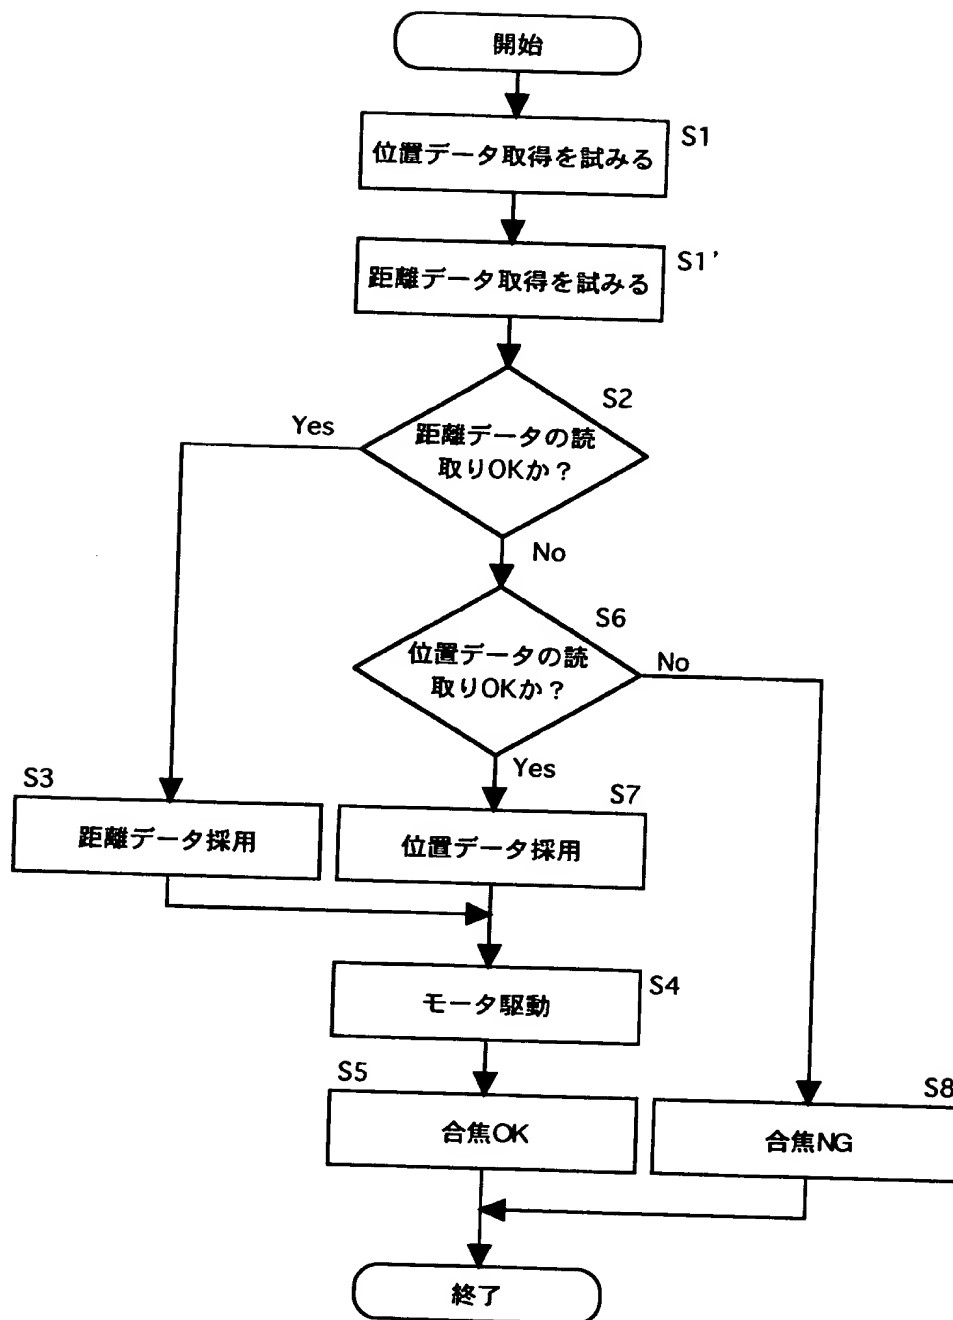 開始
S1
位置データ取得を試みる
S1'
距離データ取得を試みる
S2
Yes
距離データの読
取りOKか?
No
S6
位置データの読
取りOKか?
No
Yes
S3
距離データ採用
S7
位置データ採用
モータ駆動
S4
S5
合焦OK
S8
合焦NG
終了